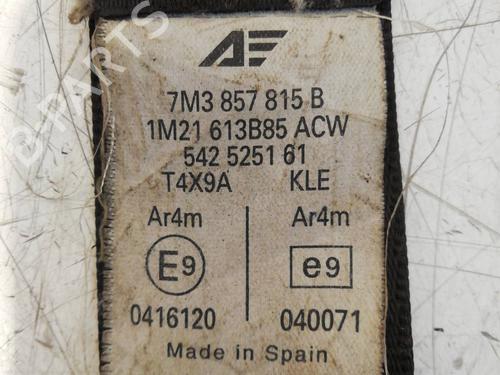 AE
7M3 857 815 B
1M21 613B85 ACW
542 5251 61
T4X9A KLE
Ar4m Ar4m
E9 e9
0416120 040071
Made in Spain
B-PARTS